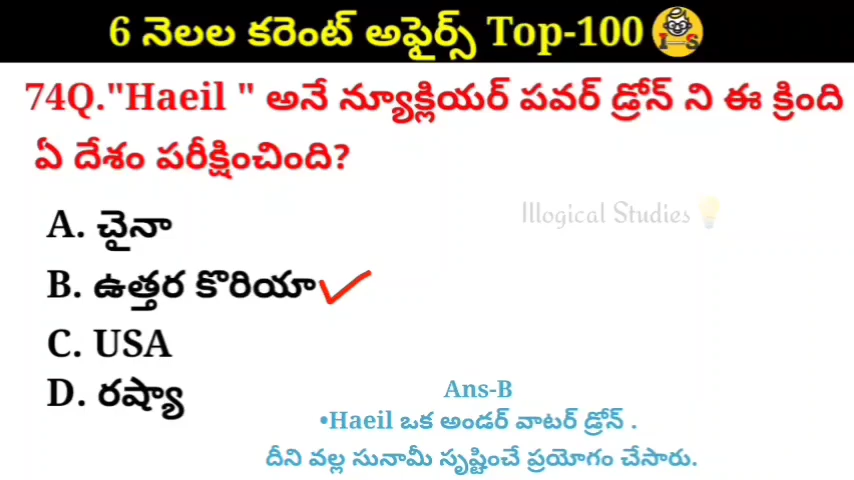 6 నెలల కరెంట్ అఫైర్స్ Top-100
I S
74Q."Haeil " అనే న్యూక్లియర్ పవర్ డ్రోన్ ని ఈ క్రింది
ఏ దేశం పరీక్షించింది?
Illogical Studies
A. చైనా
B. ఉత్తర కొరియా
C. USA
D. రష్యా
Ans-B
•Haeil ఒక అండర్ వాటర్ డ్రోన్ .
దీని వల్ల సునామీ సృష్టించే ప్రయోగం చేసారు.